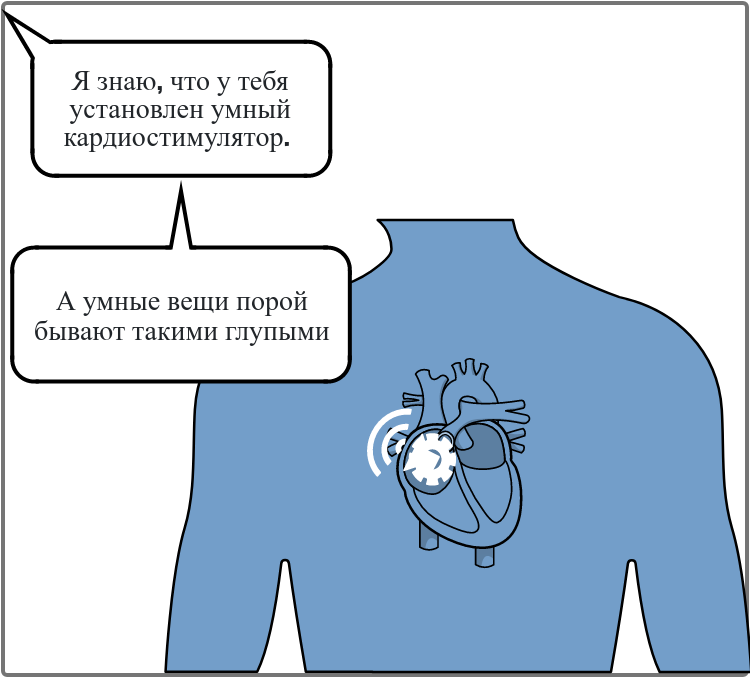 Я знаю, что у тебя
установлен умный
кардиостимулятор.
А умные вещи порой
бывают такими глупыми